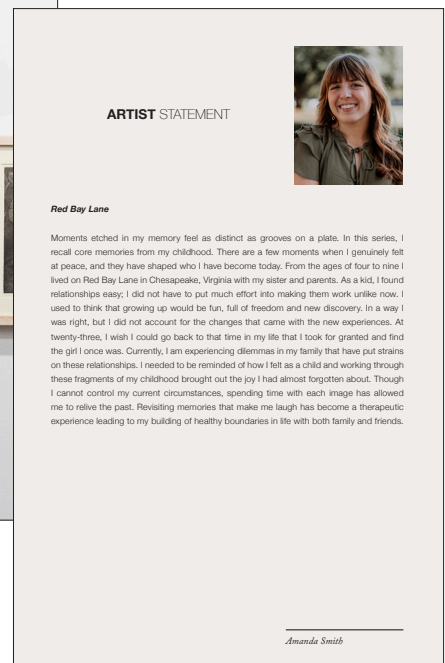 ARTIST STATEMENT
Red Bay Lane
Moments etched in my memory feel as distinct as grooves on a plate. In this series, I
recall core memories from my childhood. There are a few moments when I genuinely felt
at peace, and they have shaped who I have become today. From the ages of four to nine I
lived on Red Bay Lane in Chesapeake, Virginia with my sister and parents. As a kid, I found
relationships easy; I did not have to put much effort into making them work unlike now. I
used to think that growing up would be fun, full of freedom and new discovery. In a way I
was right, but I did not account for the changes that came with the new experiences. At
twenty-three, I wish I could go back to that time in my life that I took for granted and find
the girl I once was. Currently, I am experiencing dilemmas in my family that have put strains
on these relationships. I needed to be reminded of how I felt as a child and working through
these fragments of my childhood brought out the joy I had almost forgotten about. Though
I cannot control my current circumstances, spending time with each image has allowed
me to relive the past. Revisiting memories that make me laugh has become a therapeutic
experience leading to my building of healthy boundaries in life with both family and friends.
Amanda Smith